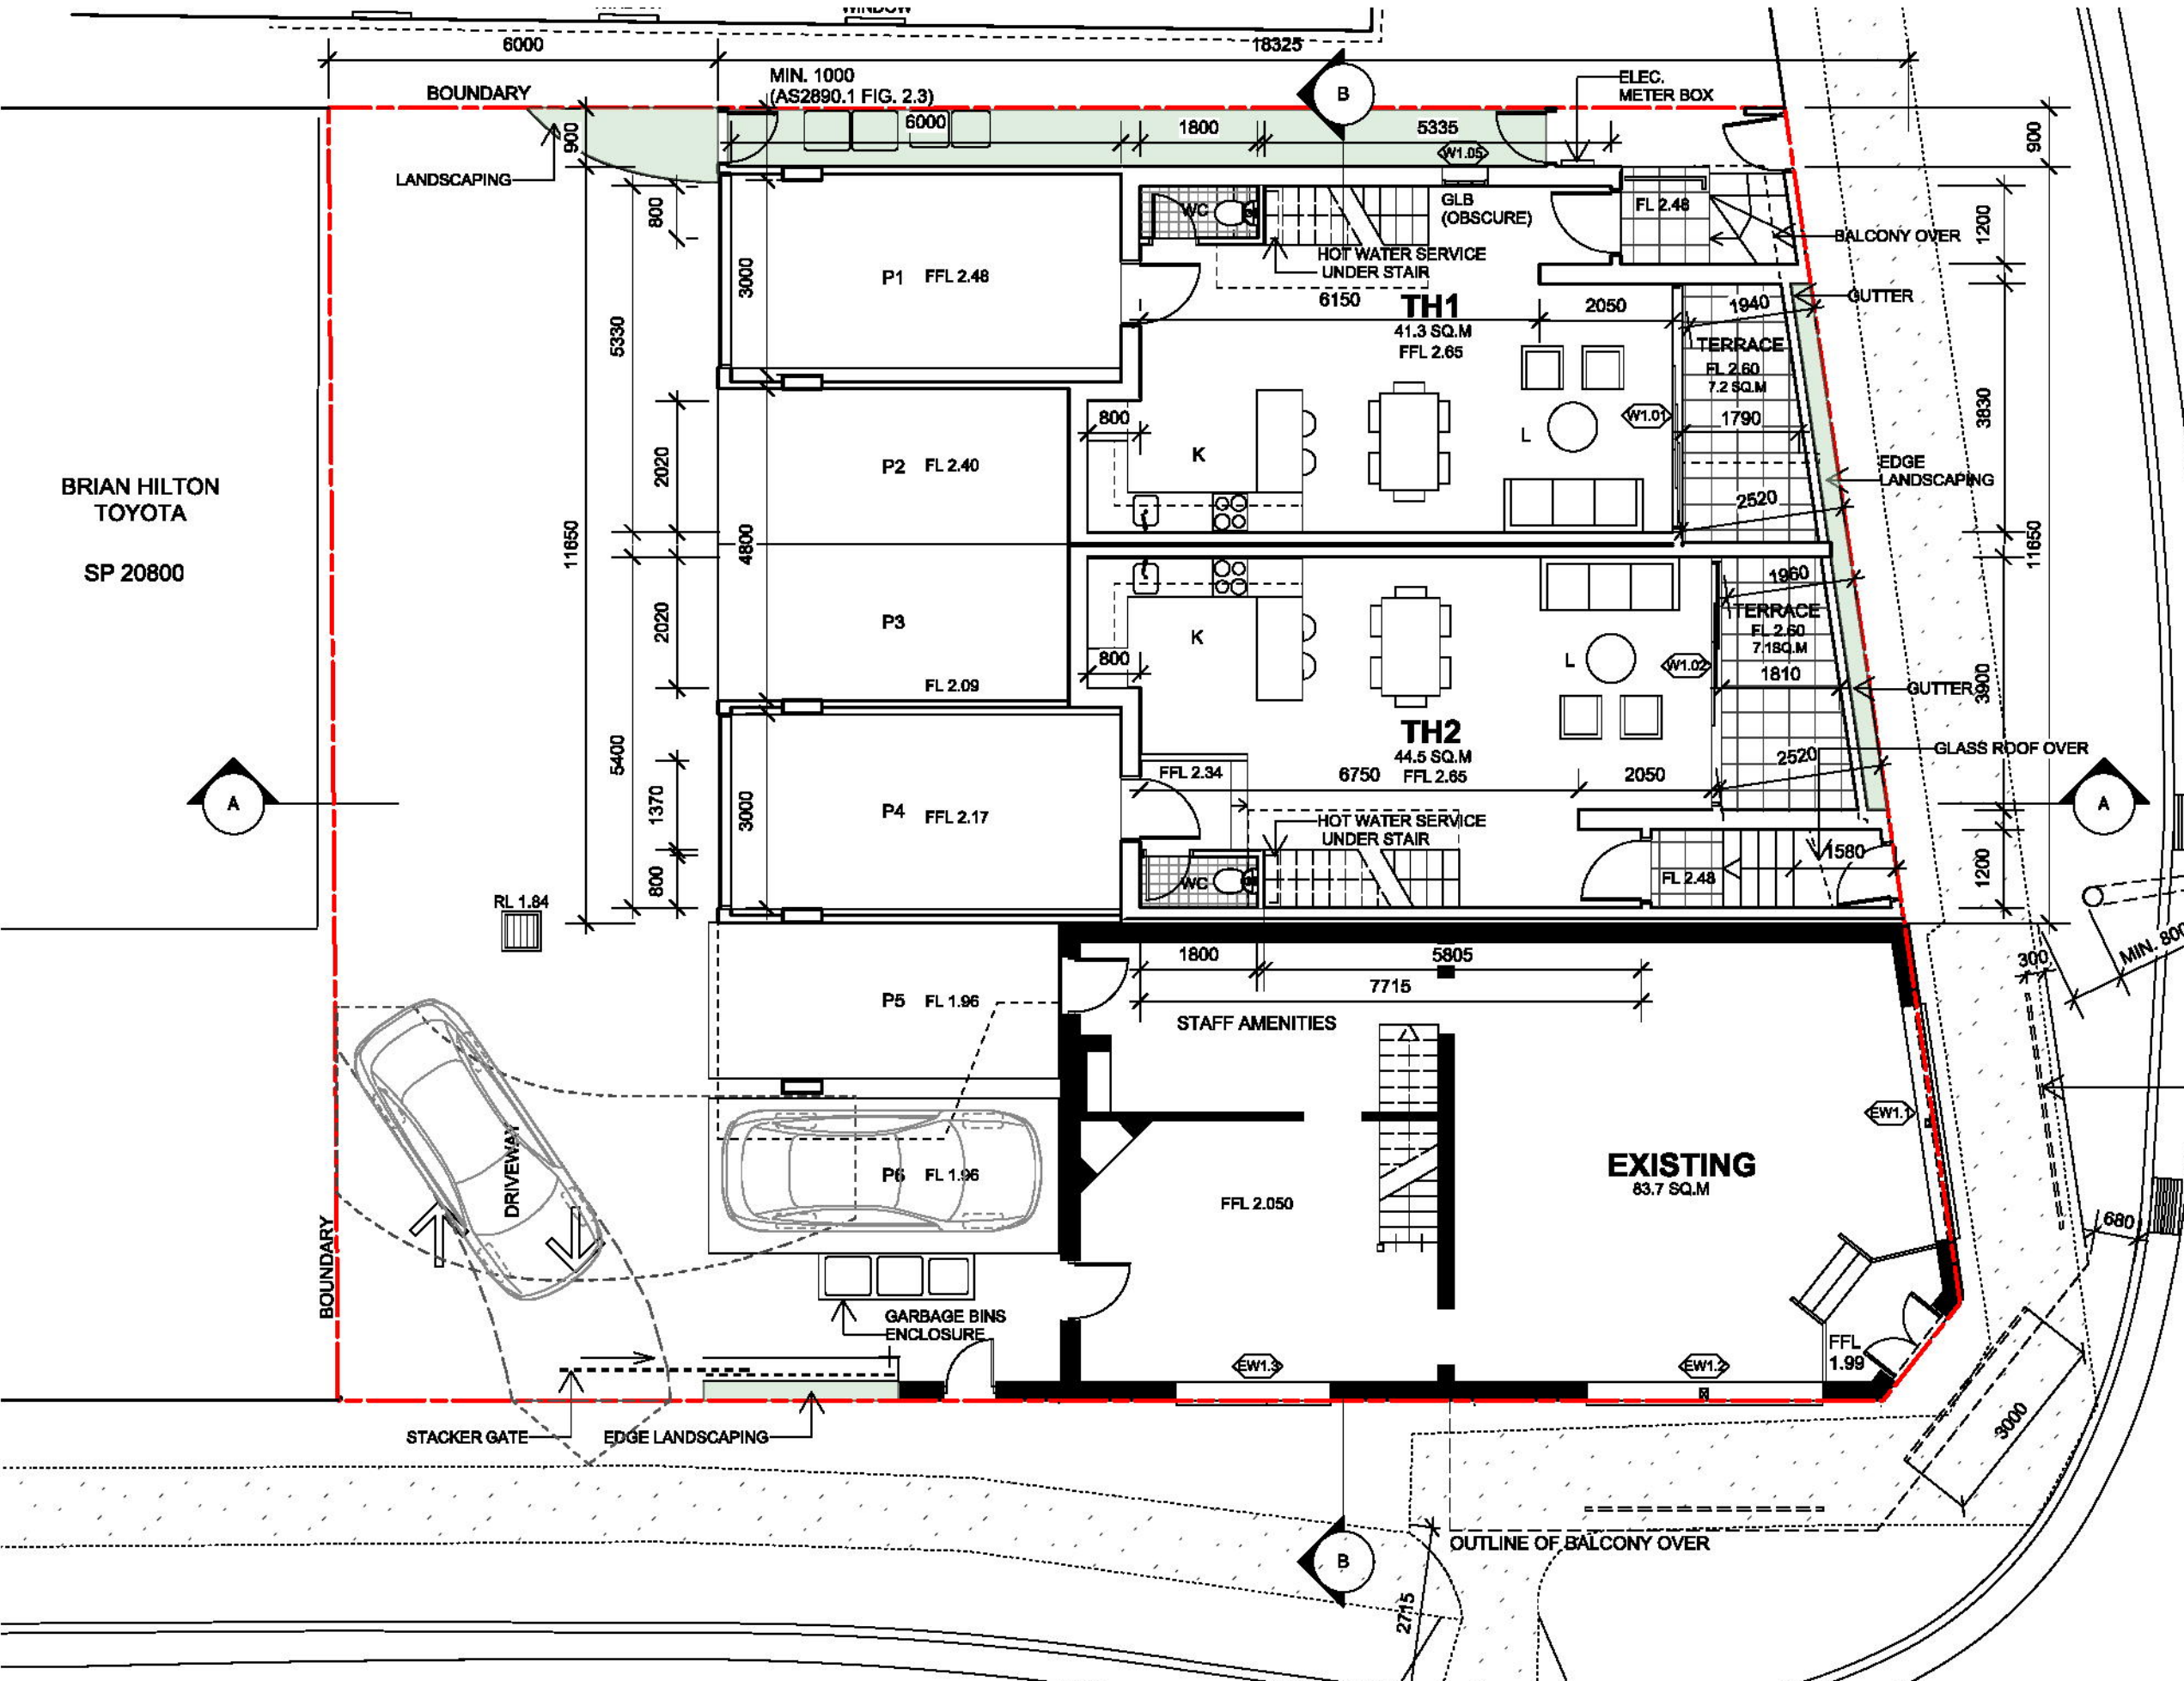 WINDOW
6000
18325
MIN. 1000
(AS2890.1 FIG. 2.3)
BOUNDARY
B
ELEC.
METER BOX
900
6000
1800
5335
900
W1.05
LANDSCAPING
800
WC
GLB
(OBSCURE)
FL 2.48
1200
BALCONY OVER
HOT WATER SERVICE
UNDER STAIR
3000
P1 FFL 2.48
6150
TH1
41.3 SQ.M
FFL 2.65
2050
1940
GUTTER
5330
TERRACE
FL 2.60
7.2 SQ.M
3830
800
W1.01
1790
L
K
P2 FL 2.40
2020
EDGE
LANDSCAPING
BRIAN HILTON
TOYOTA
SP 20800
2520
11650
4800
11650
1960
TERRACE
FL 2.60
7.1SQ.M
2020
P3
K
800
L
W1.02
1810
FL 2.09
GUTTER
3900
TH2
44.5 SQ.M
FFL 2.65
5400
FFL 2.34
6750
2050
2520
GLASS ROOF OVER
A
1370
3000
P4 FFL 2.17
A
HOT WATER SERVICE
UNDER STAIR
1580
800
WC
FL 2.48
1200
RL 1.84
1800
5805
300
MIN. 800
7715
P5 FL 1.96
STAFF AMENITIES
EW1.1
DRIVEWAY
P6 FL 1.96
EXISTING
83.7 SQ.M
FFL 2.050
680
BOUNDARY
GARBAGE BINS
ENCLOSURE
FFL
1.99
EW1.3
EW1.2
STACKER GATE
EDGE LANDSCAPING
3000
OUTLINE OF BALCONY OVER
B
2715